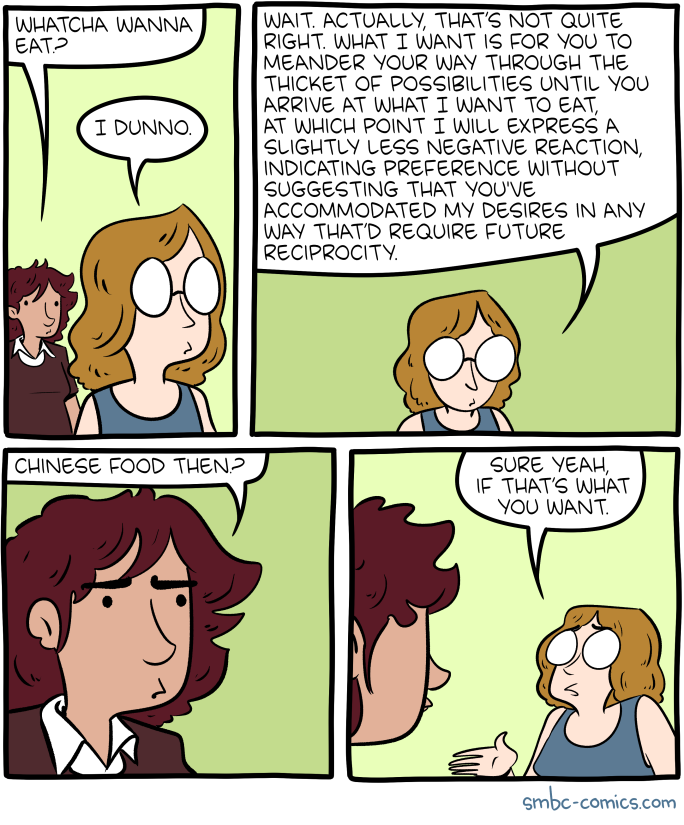 WHATCHA WANNA
EAT?
I DUNNO.
WAIT. ACTUALLY, THAT'S NOT QUITE
RIGHT. WHAT I WANT IS FOR YOU TO
MEANDER YOUR WAY THROUGH THE
THICKET OF POSSIBILITIES UNTIL YOU
ARRIVE AT WHAT I WANT TO EAT,
AT WHICH POINT I WILL EXPRESS A
SLIGHTLY LESS NEGATIVE REACTION,
INDICATING PREFERENCE WITHOUT
SUGGESTING THAT YOU'VE
ACCOMMODATED MY DESIRES IN ANY
WAY THAT'D REQUIRE FUTURE
RECIPROCITY.
CHINESE FOOD THEN?
SURE YEAH,
IF THAT'S WHAT
YOU WANT.
smbc-comics.com